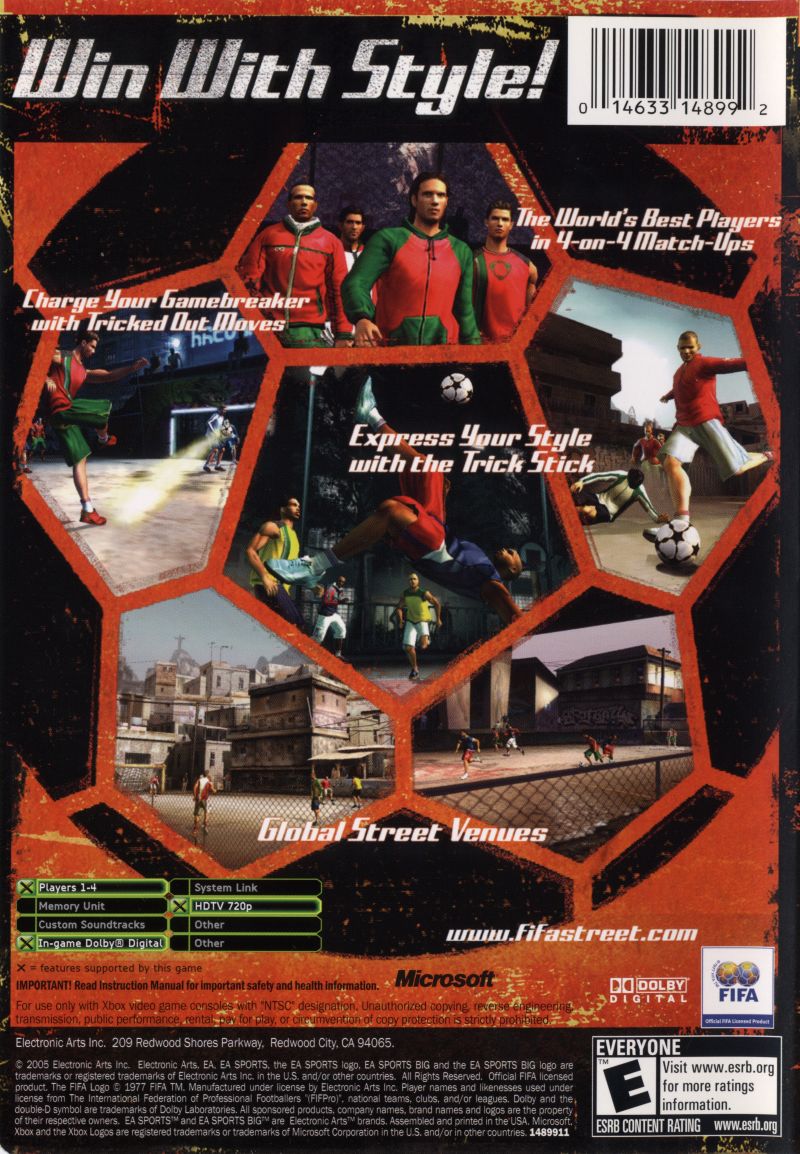 Win With Style!
0 14633 14899 2
The World's Best Players
in 4-on-4 Match-Ups
Charge Your Gamebreaker
with Tricked Out Moves
Express Your Style
with the Trick Stick
Global Street Venues
Players 1-4
System Link
Memory Unit
HDTV 720p
Custom Soundtracks
Other
In-game Dolby® Digital
Other
www.fifastreet.com
X = features supported by this game
IMPORTANT! Read Instruction Manual for important safety and health information.
Microsoft
DOLBY
DIGITAL
FIFA
Official FIFA Licensed Product
For use only with Xbox video game consoles with "NTSC" designation. Unauthorized copying, reverse engineering,
transmission, public performance, rental, pay for play, or circumvention of copy protection is strictly prohibited.
Electronic Arts Inc. 209 Redwood Shores Parkway, Redwood City, CA 94065.
© 2005 Electronic Arts Inc. Electronic Arts, EA, EA SPORTS, the EA SPORTS logo, EA SPORTS BIG and the EA SPORTS BIG logo are
trademarks or registered trademarks of Electronic Arts Inc. in the U.S. and/or other countries. All Rights Reserved. Official FIFA licensed
product. The FIFA Logo © 1977 FIFA TM. Manufactured under license by Electronic Arts Inc. Player names and likenesses used under
license from The International Federation of Professional Footballers "(FIFPro)", national teams, clubs, and/or leagues. Dolby and the
double-D symbol are trademarks of Dolby Laboratories. All sponsored products, company names, brand names and logos are the property
of their respective owners. EA SPORTS™ and EA SPORTS BIG™ are Electronic Arts™ brands. Assembled and printed in the USA. Microsoft,
Xbox and the Xbox Logos are registered trademarks or trademarks of Microsoft Corporation in the U.S. and/or in other countries. 1489911
EVERYONE
TM
E
Visit www.esrb.org
for more ratings
information.
ESRB CONTENT RATING www.esrb.org